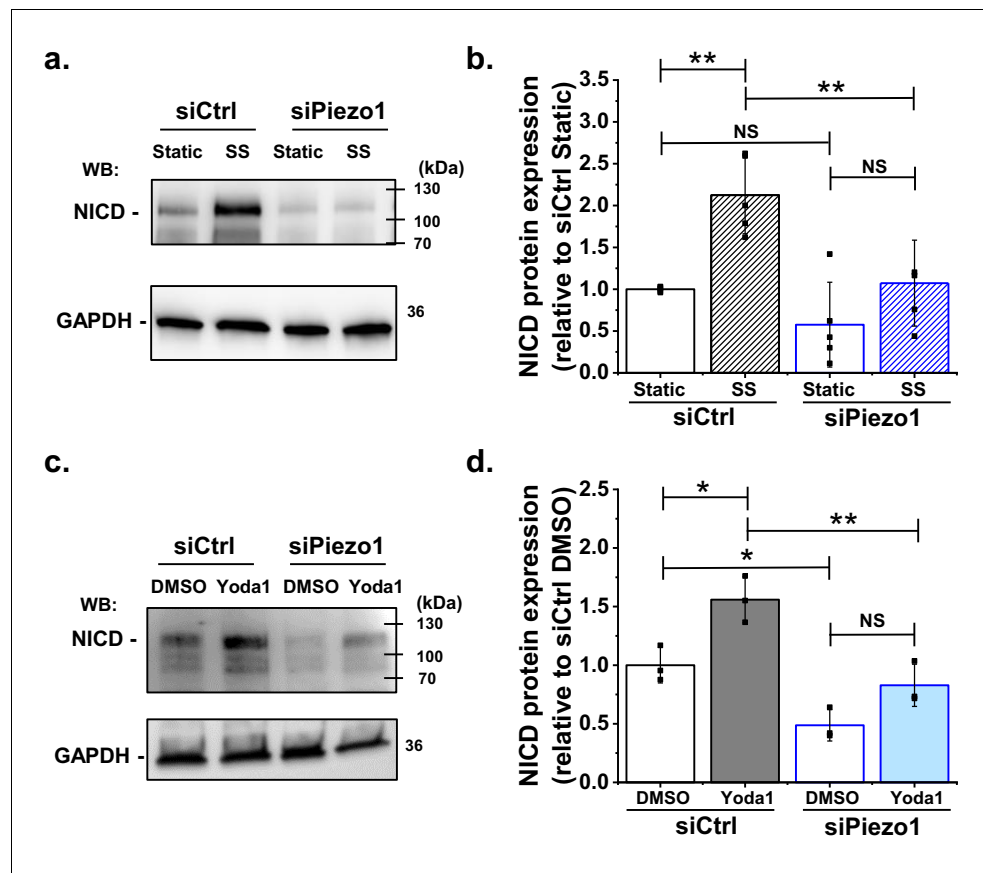 a.
siCtrl siPiezo1
Static SS Static SS
WB: (kDa)
NICD - 130
100
70
GAPDH - 36
b.
NICD protein expression
(relative to siCtrl Static)
3.5
3.0
2.5
2.0
1.5
1.0
0.5
0.0
**
**
NS
NS
Static SS Static SS
siCtrl siPiezo1
c.
siCtrl siPiezo1
DMSO Yoda1 DMSO Yoda1
WB: (kDa)
NICD - 130
100
70
GAPDH - 36
d.
NICD protein expression
(relative to siCtrl DMSO)
2.5
2.0
1.5
1.0
0.5
0.0
*
**
*
NS
DMSO Yoda1 DMSO Yoda1
siCtrl siPiezo1